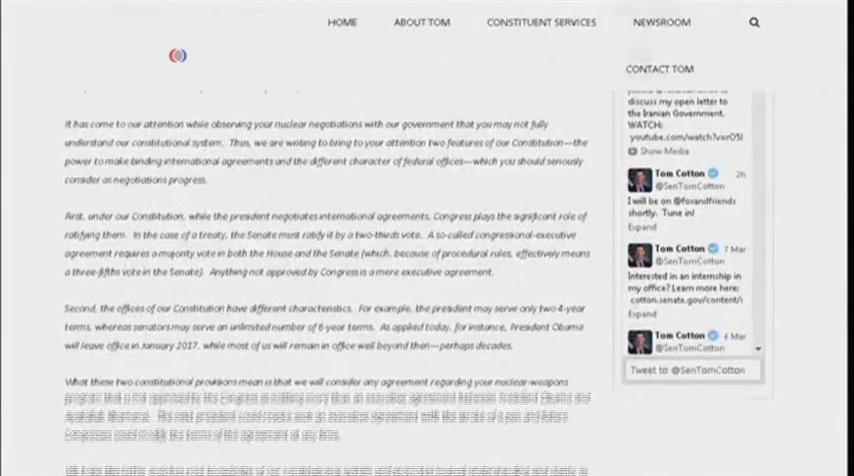 HOME
ABOUT TOM
CONSTITUENT SERVICES
NEWSROOM
CONTACT TOM
It has come to our attention while observing your nuclear negotiations with our government that you may not fully
understand our constitutional system. Thus, we are writing to bring to your attention two features of our Constitution—the
power to make binding international agreements and the different character of federal offices—which you should seriously
consider as negotiations progress.
First, under our Constitution, while the president negotiates international agreements, Congress plays the significant role of
ratifying them. In the case of a treaty, the Senate must ratify it by a two-thirds vote. A so-called congressional-executive
agreement requires a majority vote in both the House and the Senate (which, because of procedural rules, effectively means
a three-fifths vote in the Senate). Anything not approved by Congress is a mere executive agreement.
Second, the offices of our Constitution have different characteristics. For example, the president may serve only two 4-year
terms, whereas senators may serve an unlimited number of 6-year terms. As applied today, for instance, President Obama
will leave office in January 2017, while most of us will remain in office well beyond then—perhaps decades.
What these two constitutional provisions mean is that we will consider any agreement regarding your nuclear-weapons
discuss my open letter to
the Iranian Government.
WATCH:
Show Media
Tom Cotton 2h
@SenTomCotton
I will be on @foxandfriends
shortly. Tune in!
Expand
Tom Cotton 7 Mar
@SenTomCotton
Interested in an internship in
my office? Learn more here:
cotton.senate.gov/content/i
Expand
Tom Cotton 6 Mar
@SenTomCotton
Tweet to @SenTomCotton